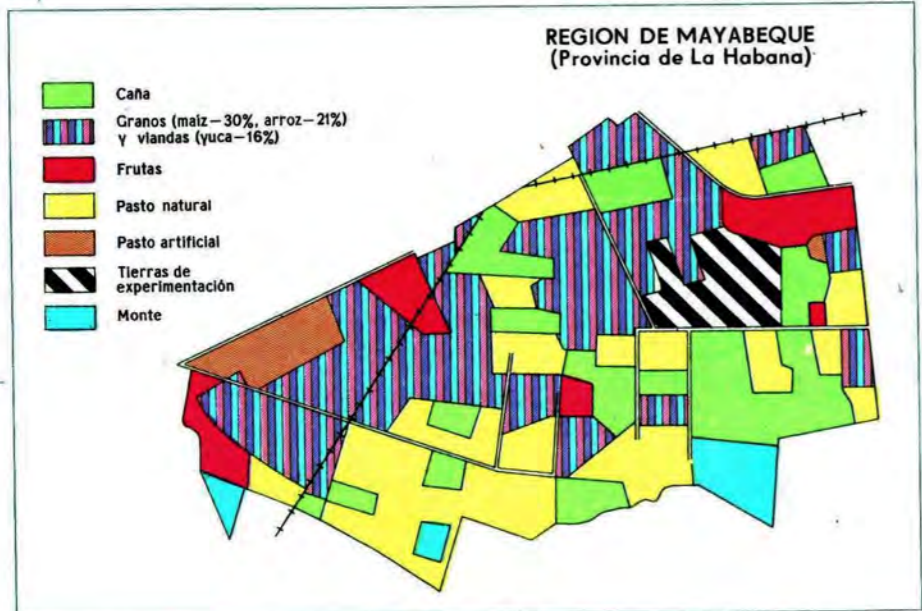 REGION DE MAYABEQUE
(Provincia de La Habana)
Caña
Granos (maiz—30%, arroz—21%)
y viandas (yuca—16%)
Frutas
Pasto natural
Pasto artificial
Tierras de
experimentación
Monte